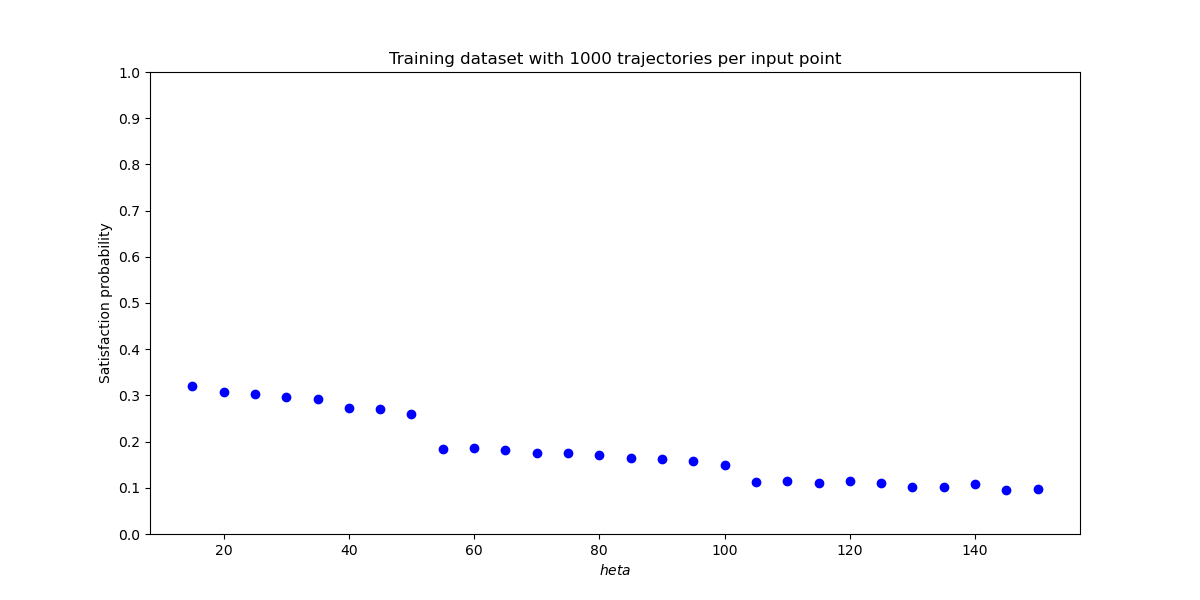 Training dataset with 1000 trajectories per input point
1.0
0.9
0.8
0.7
0.6
0.5
0.4
0.3
0.2
0.1
0.0
Satisfaction probability
20 40 60 80 100 120 140
heta